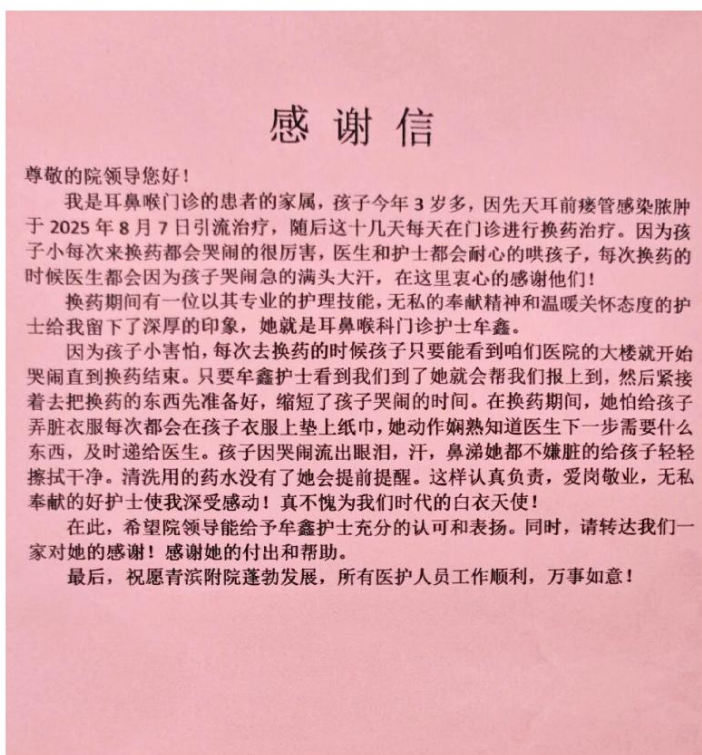 感谢信
尊敬的院领导您好！
我是耳鼻喉门诊的患者的家属，孩子今年 3 岁多，因先天耳前瘘管感染脓肿
于 2025 年 8 月 7 日引流治疗，随后这十几天每天在门诊进行换药治疗。因为孩
子小每次来换药都会哭闹的很厉害，医生和护士都会耐心的哄孩子，每次换药的
时候医生都会因为孩子哭闹急的满头大汗，在这里衷心的感谢他们！
换药期间有一位以其专业的护理技能，无私的奉献精神和温暖关怀态度的护
士给我留下了深厚的印象，她就是耳鼻喉科门诊护士牟鑫。
因为孩子小害怕，每次去换药的时候孩子只要能看到咱们医院的大楼就开始
哭闹直到换药结束。只要牟鑫护士看到我们到了她就会帮我们报上到，然后紧接
着去把换药的东西先准备好，缩短了孩子哭闹的时间。在换药期间，她怕给孩子
弄脏衣服每次都会在孩子衣服上垫上纸巾，她动作娴熟知道医生下一步需要什么
东西，及时递给医生。孩子因哭闹流出眼泪，汗，鼻涕她都不嫌脏的给孩子轻轻
擦拭干净。清洗用的药水没有了她会提前提醒。这样认真负责，爱岗敬业，无私
奉献的好护士使我深受感动！真不愧为我们时代的白衣天使！
在此，希望院领导能给予牟鑫护士充分的认可和表扬。同时，请转达我们一
家对她的感谢！感谢她的付出和帮助。
最后，祝愿青滨附院蓬勃发展，所有医护人员工作顺利，万事如意！